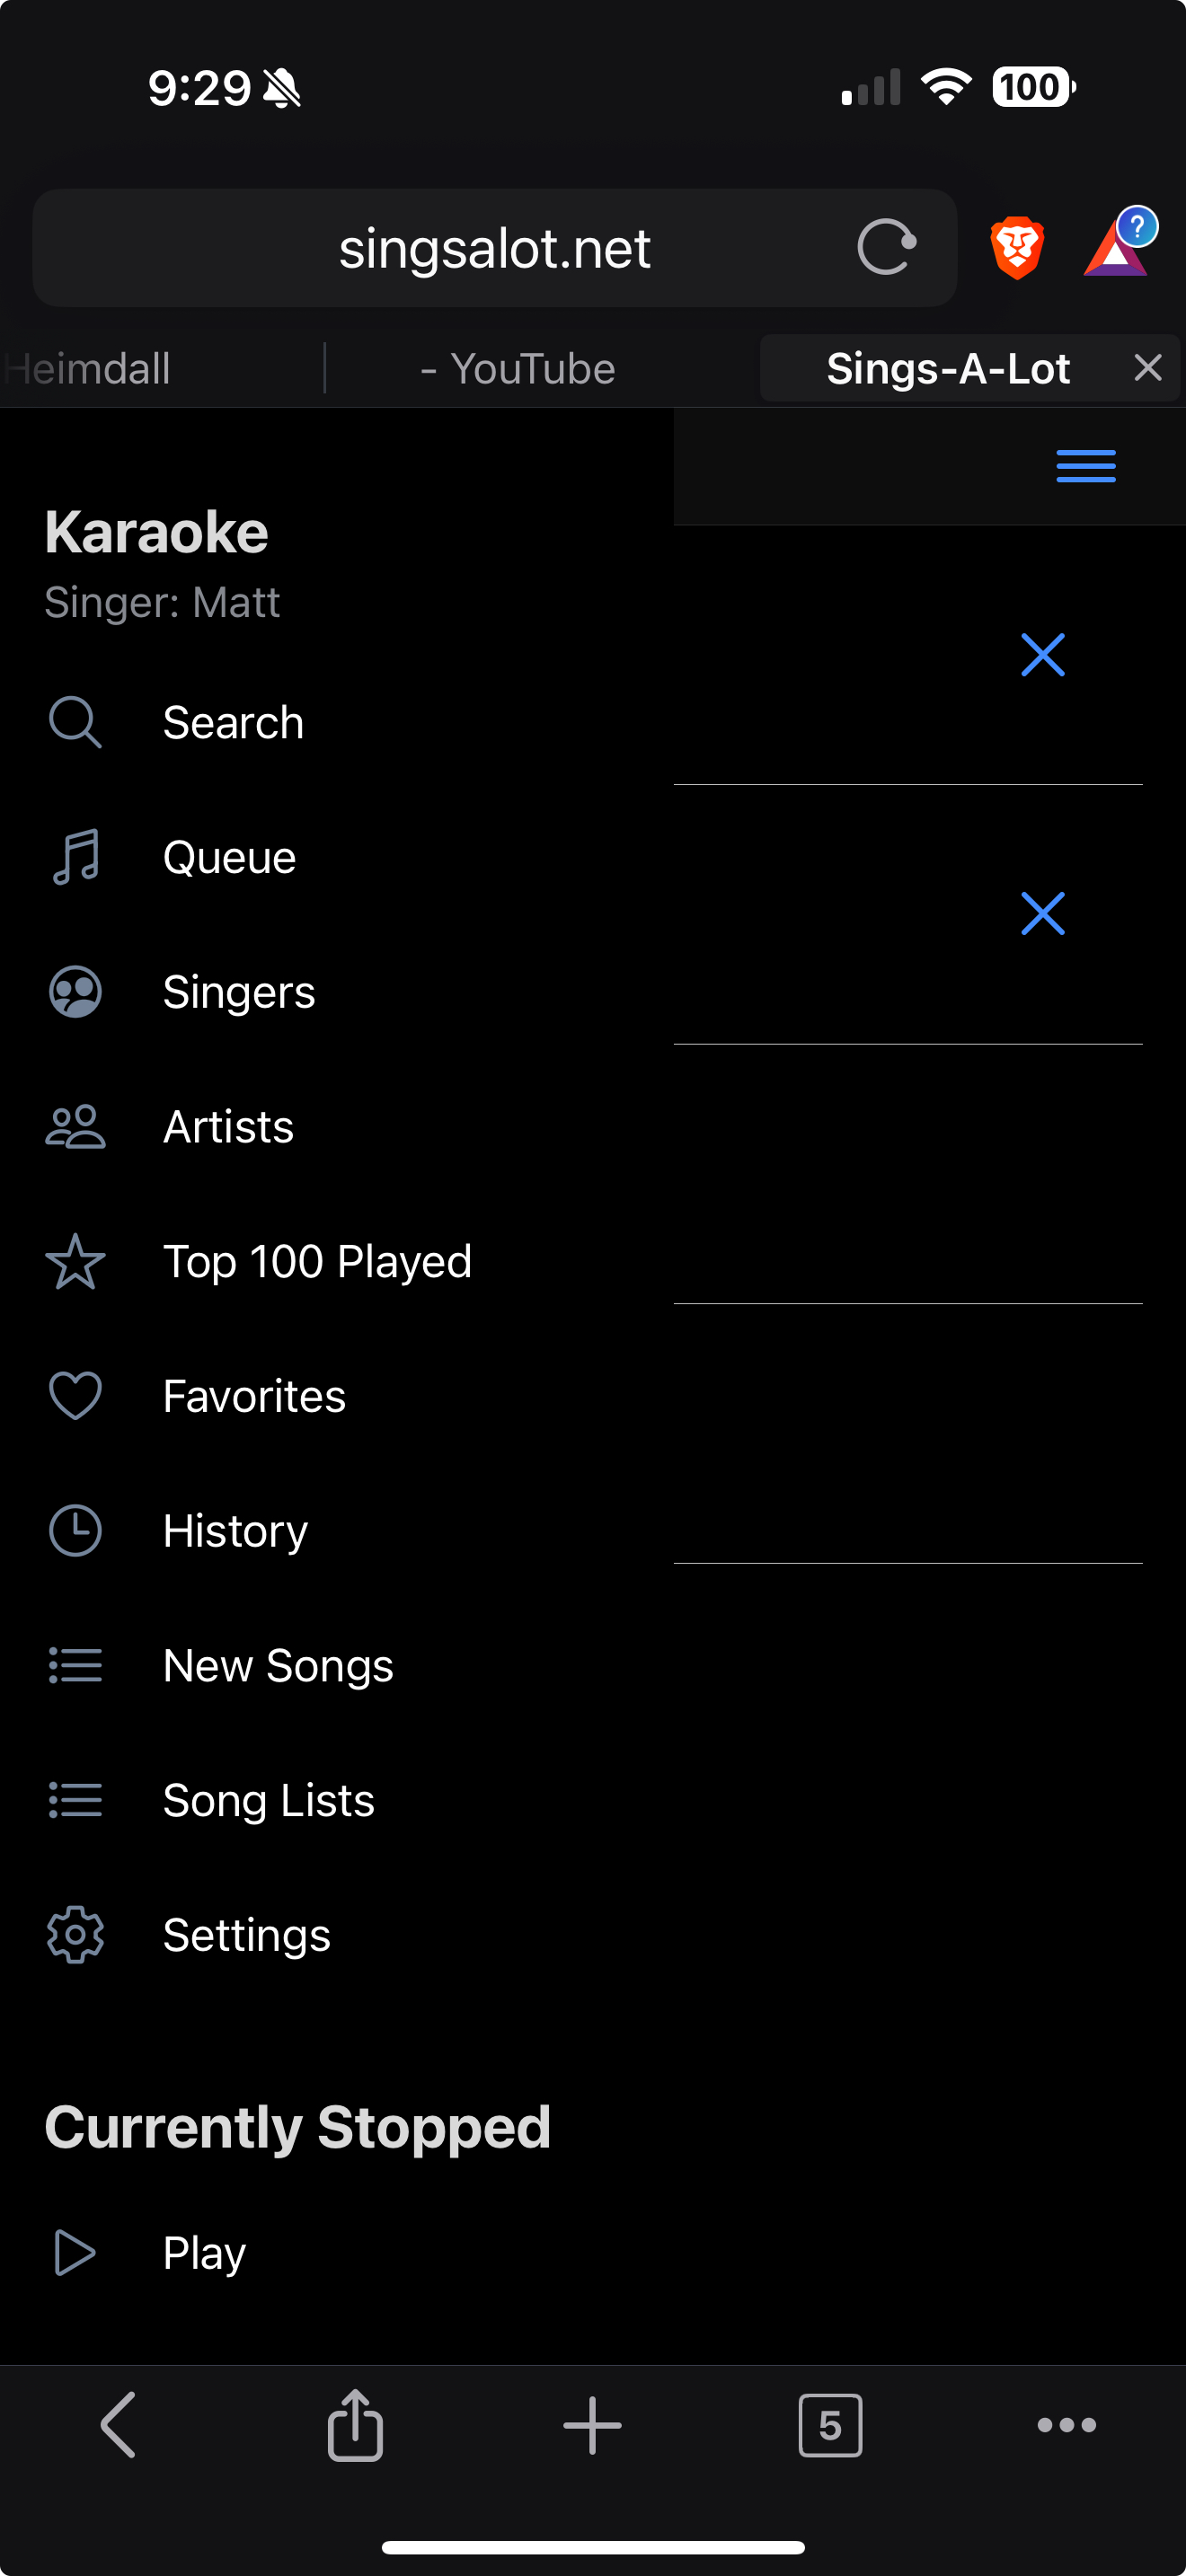 9:29
100
singsalot.net
?
Heimdall
- YouTube
Sings-A-Lot
Karaoke
Singer: Matt
Search
Queue
Singers
Artists
Top 100 Played
Favorites
History
New Songs
Song Lists
Settings
Currently Stopped
Play
5